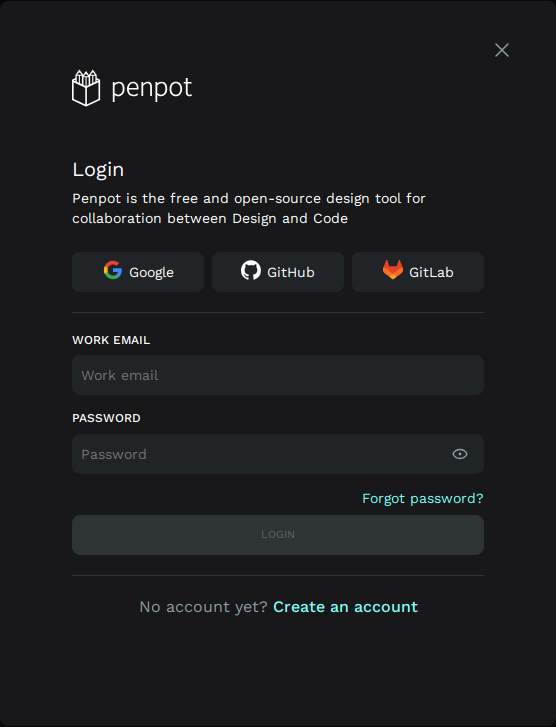 penpot
Login
Penpot is the free and open-source design tool for
collaboration between Design and Code
Google GitHub GitLab
WORK EMAIL
Work email
PASSWORD
Password
Forgot password?
LOGIN
No account yet? Create an account